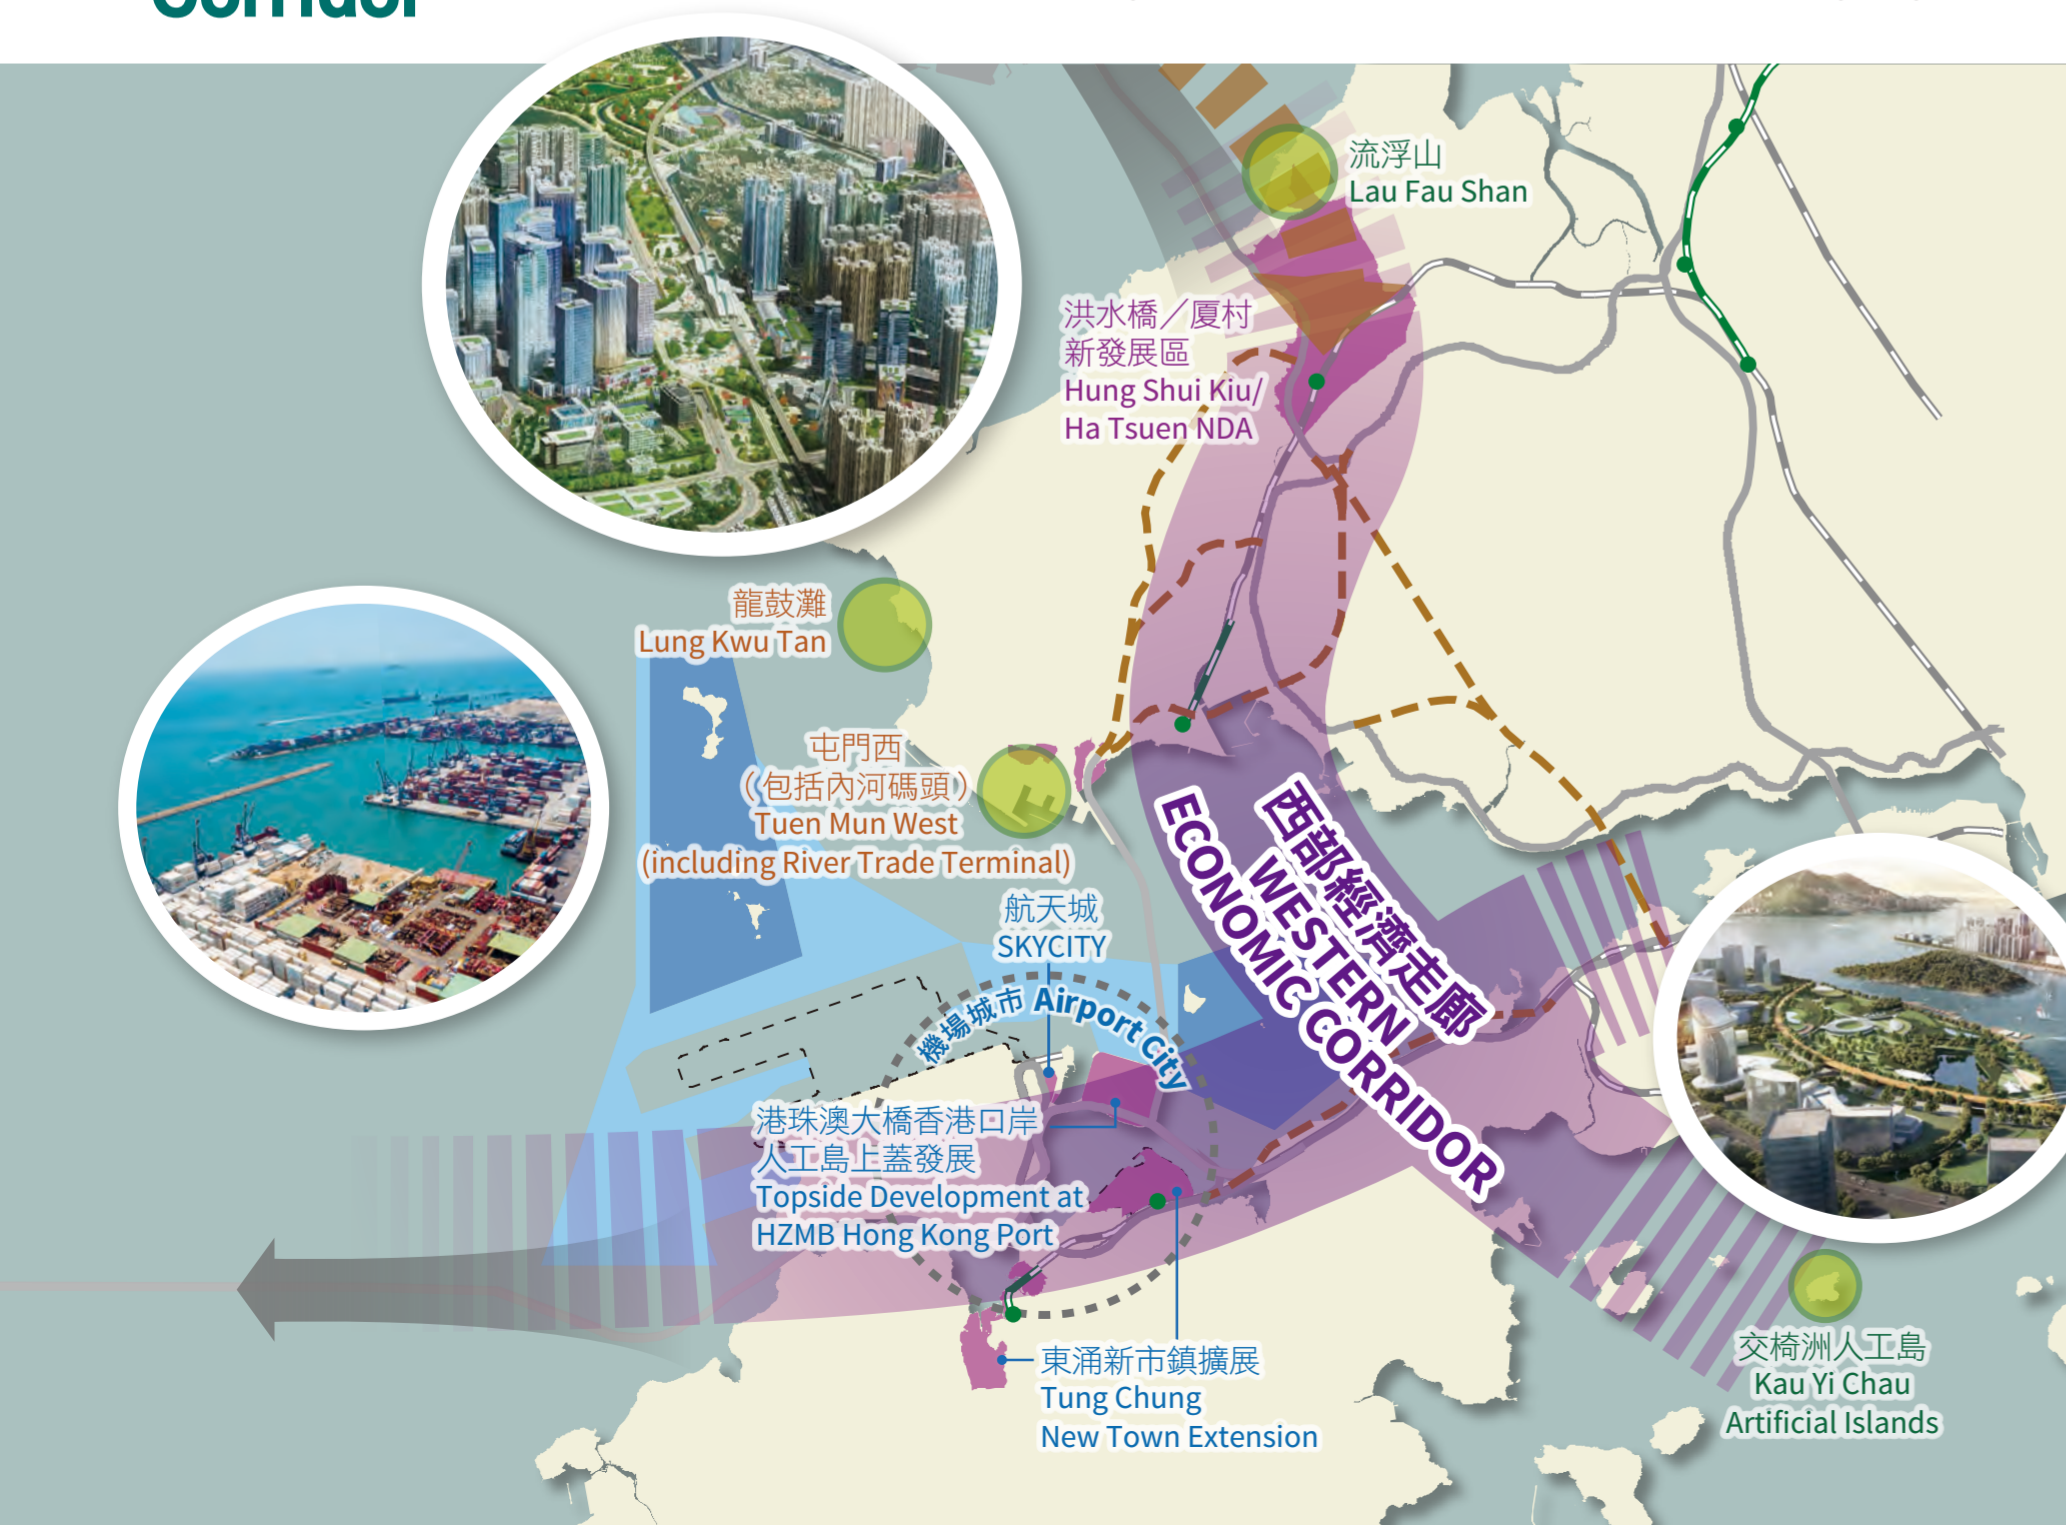 Corridor
流浮山
Lau Fau Shan
洪水橋／厦村
新發展區
Hung Shui Kiu/
Ha Tsuen NDA
龍鼓灘
Lung Kwu Tan
屯門西
（包括內河碼頭）
Tuen Mun West
(including River Trade Terminal)
航天城
SKYCITY
機場城市 Airport City
西部經濟走廊
WESTERN
ECONOMIC CORRIDOR
港珠澳大橋香港口岸
人工島上蓋發展
Topside Development at
HZMB Hong Kong Port
東涌新市鎮擴展
Tung Chung
New Town Extension
交椅洲人工島
Kau Yi Chau
Artificial Islands